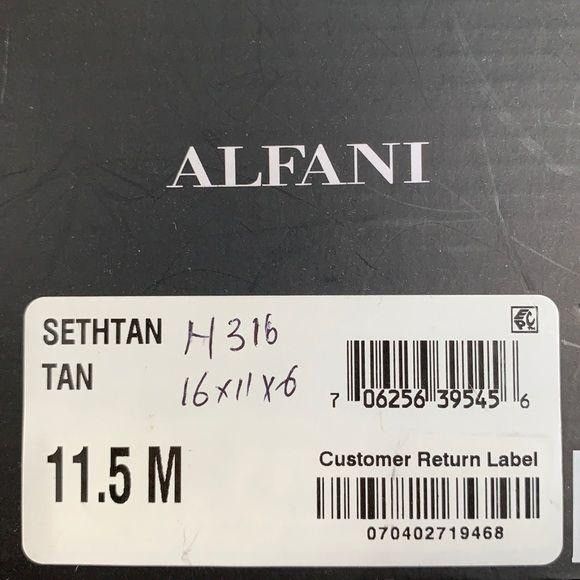 ALFANI
SETHTAN H316
TAN 16x11x6
7 06256 39545 6
11.5 M
Customer Return Label
070402719468